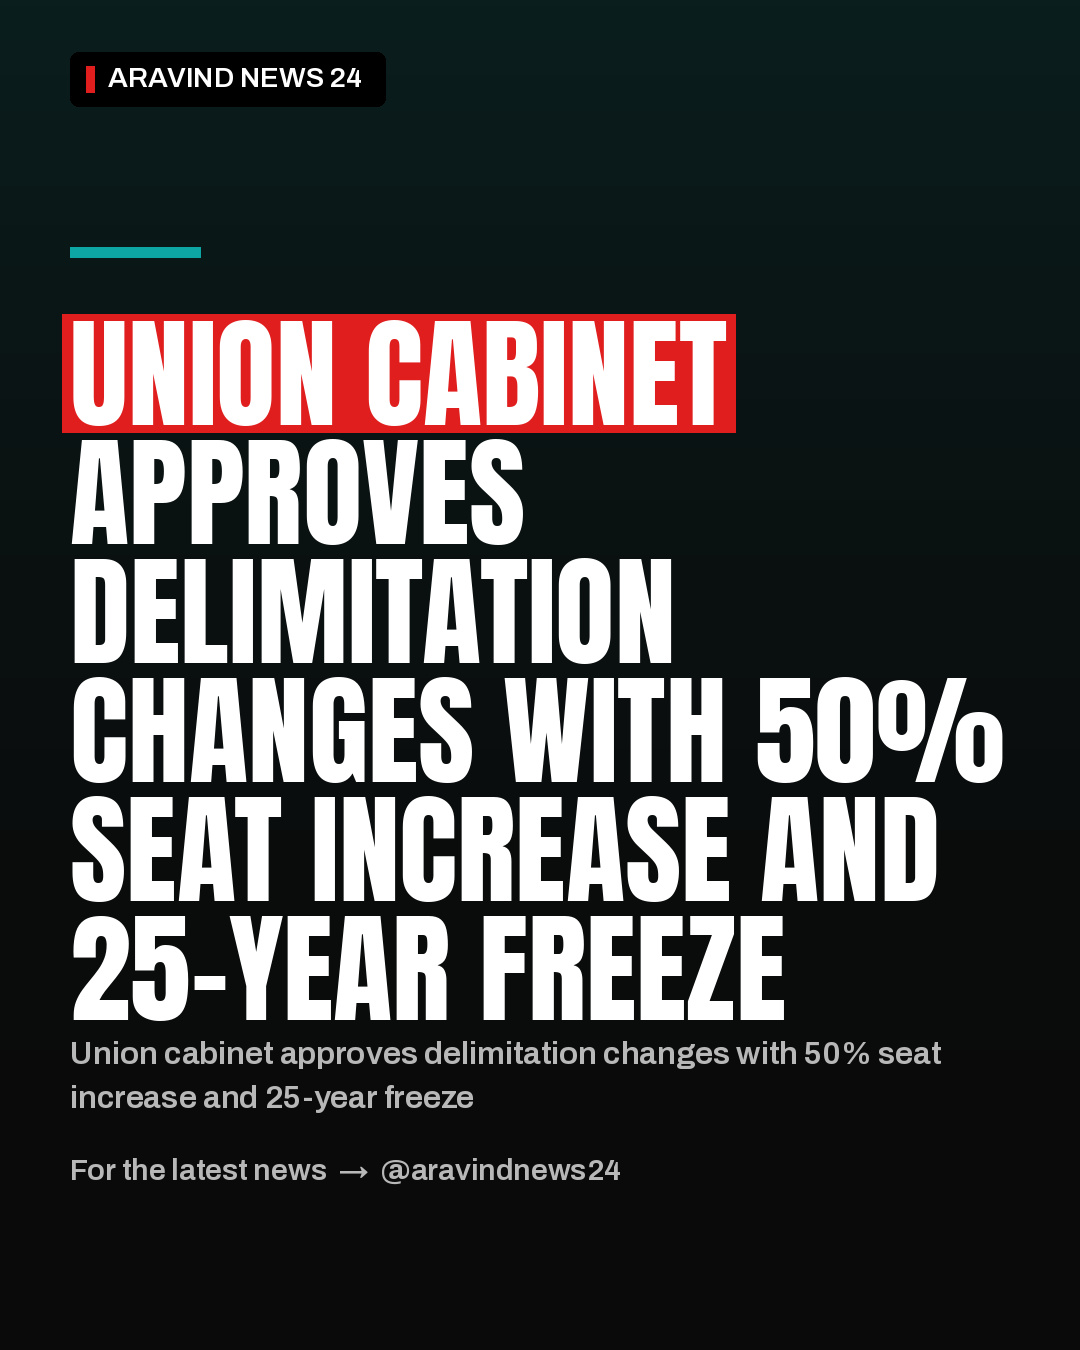 ARAVIND NEWS 24
UNION CABINET
APPROVES
DELIMITATION
CHANGES WITH 50%
SEAT INCREASE AND
25-YEAR FREEZE
Union cabinet approves delimitation changes with 50% seat
increase and 25-year freeze
For the latest news → @aravindnews24